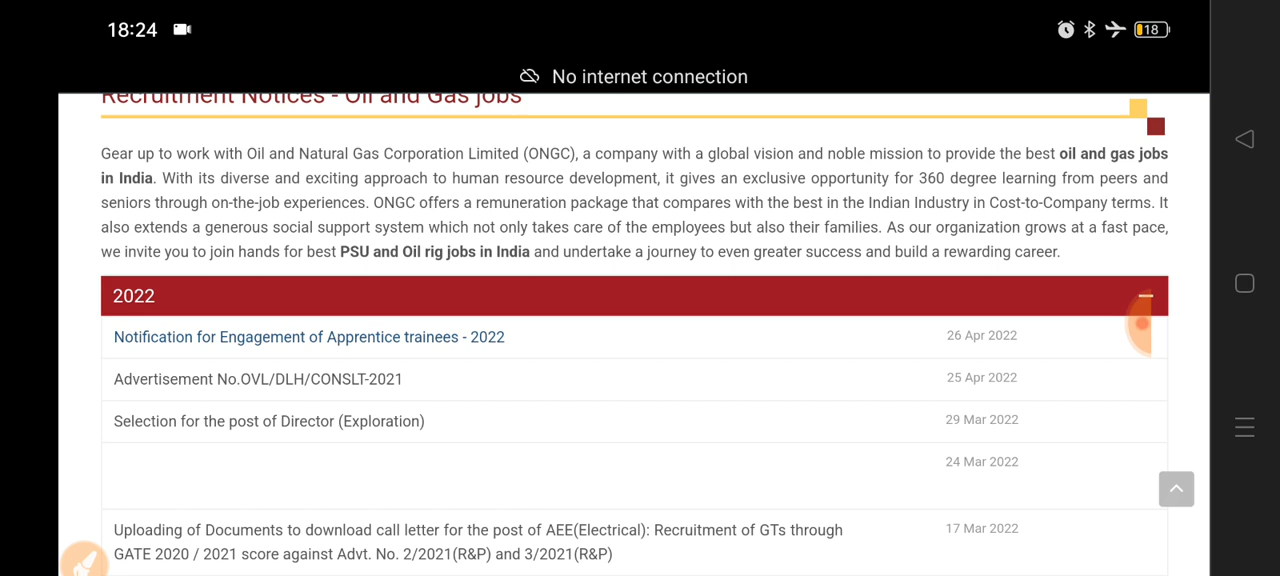 18:24
18
No internet connection
Recruitment Notices - Oil and Gas jobs
Gear up to work with Oil and Natural Gas Corporation Limited (ONGC), a company with a global vision and noble mission to provide the best oil and gas jobs
in India. With its diverse and exciting approach to human resource development, it gives an exclusive opportunity for 360 degree learning from peers and
seniors through on-the-job experiences. ONGC offers a remuneration package that compares with the best in the Indian Industry in Cost-to-Company terms. It
also extends a generous social support system which not only takes care of the employees but also their families. As our organization grows at a fast pace,
we invite you to join hands for best PSU and Oil rig jobs in India and undertake a journey to even greater success and build a rewarding career.
2022
Notification for Engagement of Apprentice trainees - 2022 26 Apr 2022
Advertisement No.OVL/DLH/CONSLT-2021 25 Apr 2022
Selection for the post of Director (Exploration) 29 Mar 2022
24 Mar 2022
Uploading of Documents to download call letter for the post of AEE(Electrical): Recruitment of GTs through 17 Mar 2022
GATE 2020 / 2021 score against Advt. No. 2/2021(R&P) and 3/2021(R&P)